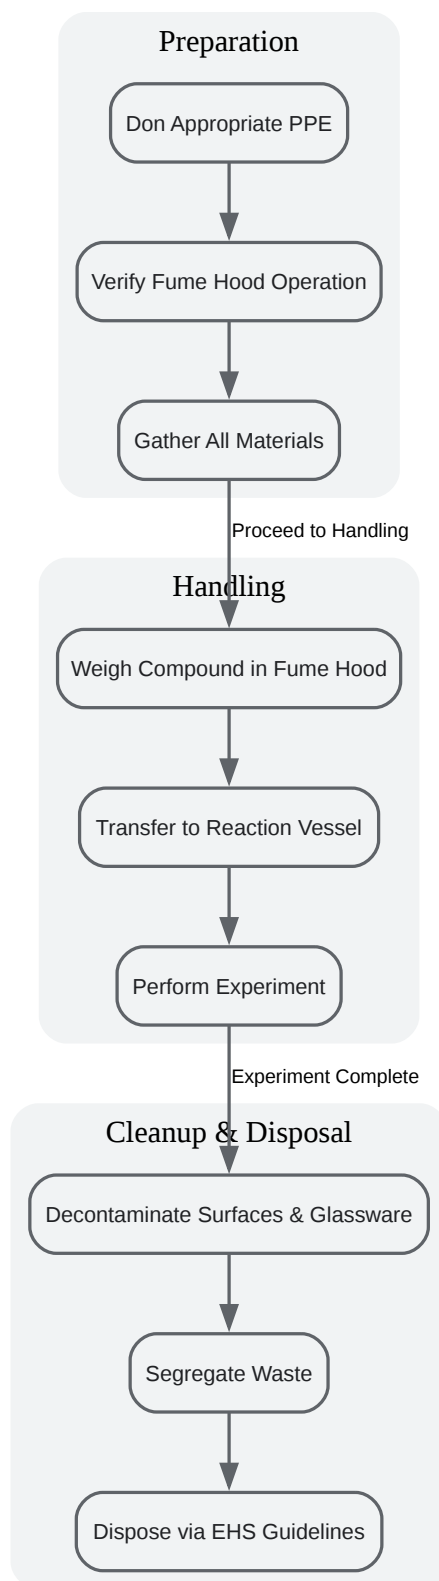 Preparation
Don Appropriate PPE
Verify Fume Hood Operation
Gather All Materials
Proceed to Handling
Handling
Weigh Compound in Fume Hood
Transfer to Reaction Vessel
Perform Experiment
Experiment Complete
Cleanup & Disposal
Decontaminate Surfaces & Glassware
Segregate Waste
Dispose via EHS Guidelines